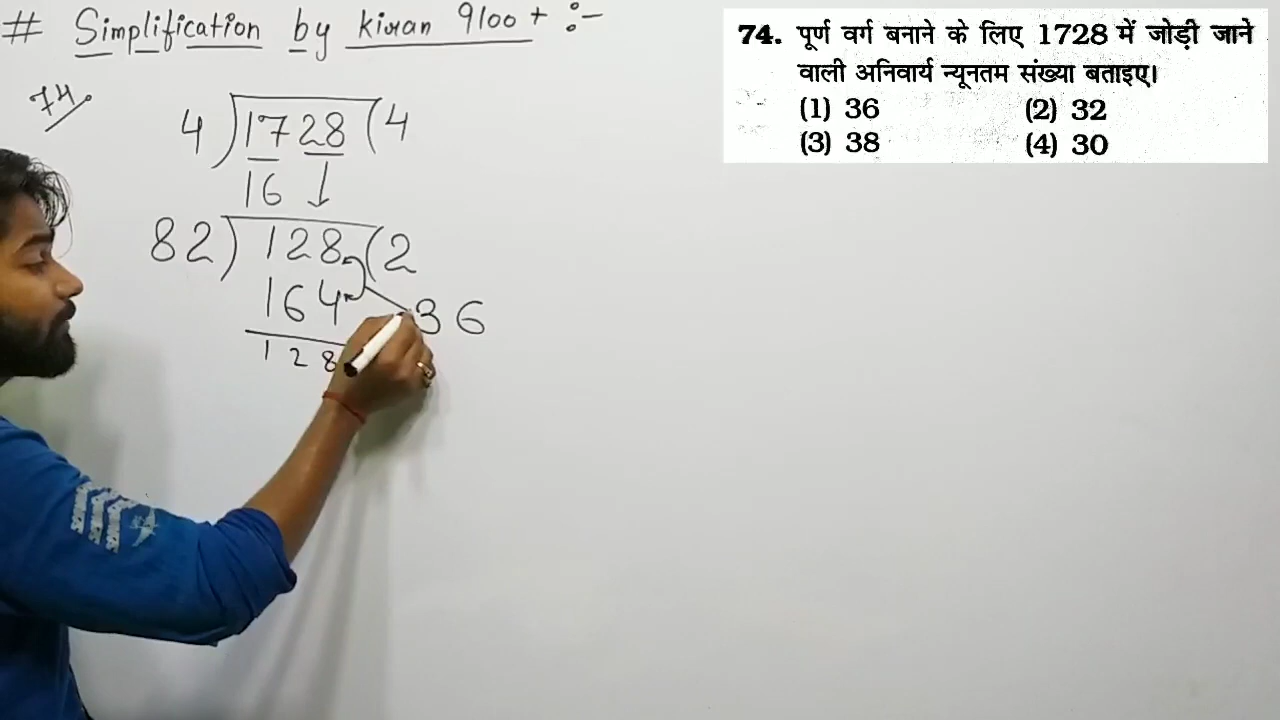 # Simplification by kiran 9100+ :-
74.
4)1728(4
16
82)128(2
164
36
128
74. पूर्ण वर्ग बनाने के लिए 1728 में जोड़ी जाने
वाली अनिवार्य न्यूनतम संख्या बताइए।
(1) 36 (2) 32
(3) 38 (4) 30